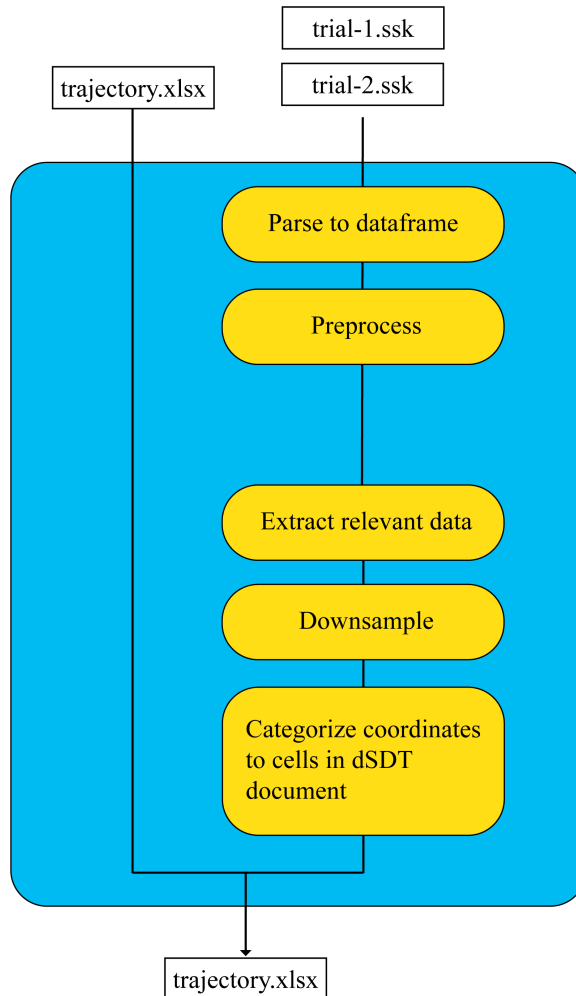 trial-1.ssk
trajectory.xlsx
trial-2.ssk
Parse to dataframe
Preprocess
Extract relevant data
Downsample
Categorize coordinates
to cells in dSDT
document
trajectory.xlsx